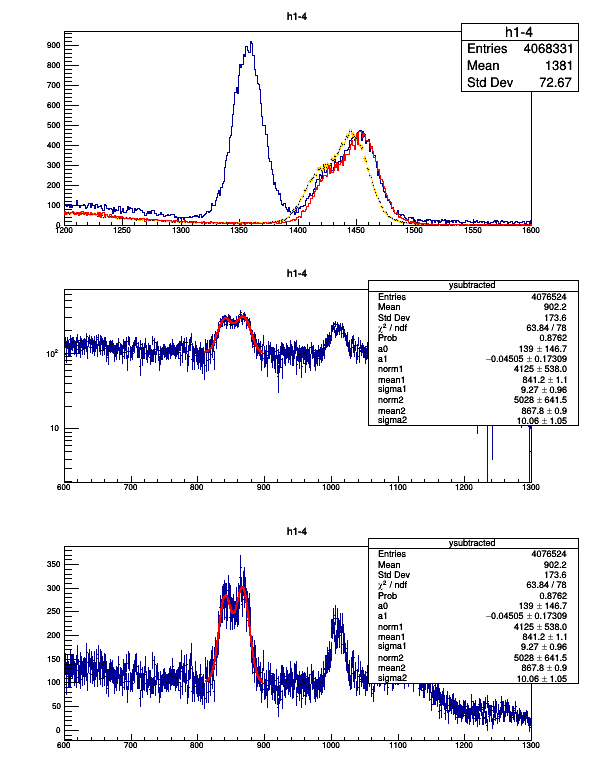 h1-4
h1-4
Entries 4068331
Mean 1381
Std Dev 72.67
900
800
700
600
500
400
300
200
100
1200 1250 1300 1350 1400 1450 1500 1550 1600
h1-4
ysubtracted
Entries 4076524
Mean 902.2
Std Dev 173.6
χ² / ndf 63.84 / 78
Prob 0.8762
a0 139 ± 146.7
a1 −0.04505 ± 0.17309
norm1 4125 ± 538.0
mean1 841.2 ± 1.1
sigma1 9.27 ± 0.96
norm2 5028 ± 641.5
mean2 867.8 ± 0.9
sigma2 10.06 ± 1.05
10²
10
600 700 800 900 1000 1100 1200 1300
h1-4
ysubtracted
Entries 4076524
Mean 902.2
Std Dev 173.6
χ² / ndf 63.84 / 78
Prob 0.8762
a0 139 ± 146.7
a1 −0.04505 ± 0.17309
norm1 4125 ± 538.0
mean1 841.2 ± 1.1
sigma1 9.27 ± 0.96
norm2 5028 ± 641.5
mean2 867.8 ± 0.9
sigma2 10.06 ± 1.05
350
300
250
200
150
100
50
0
600 700 800 900 1000 1100 1200 1300